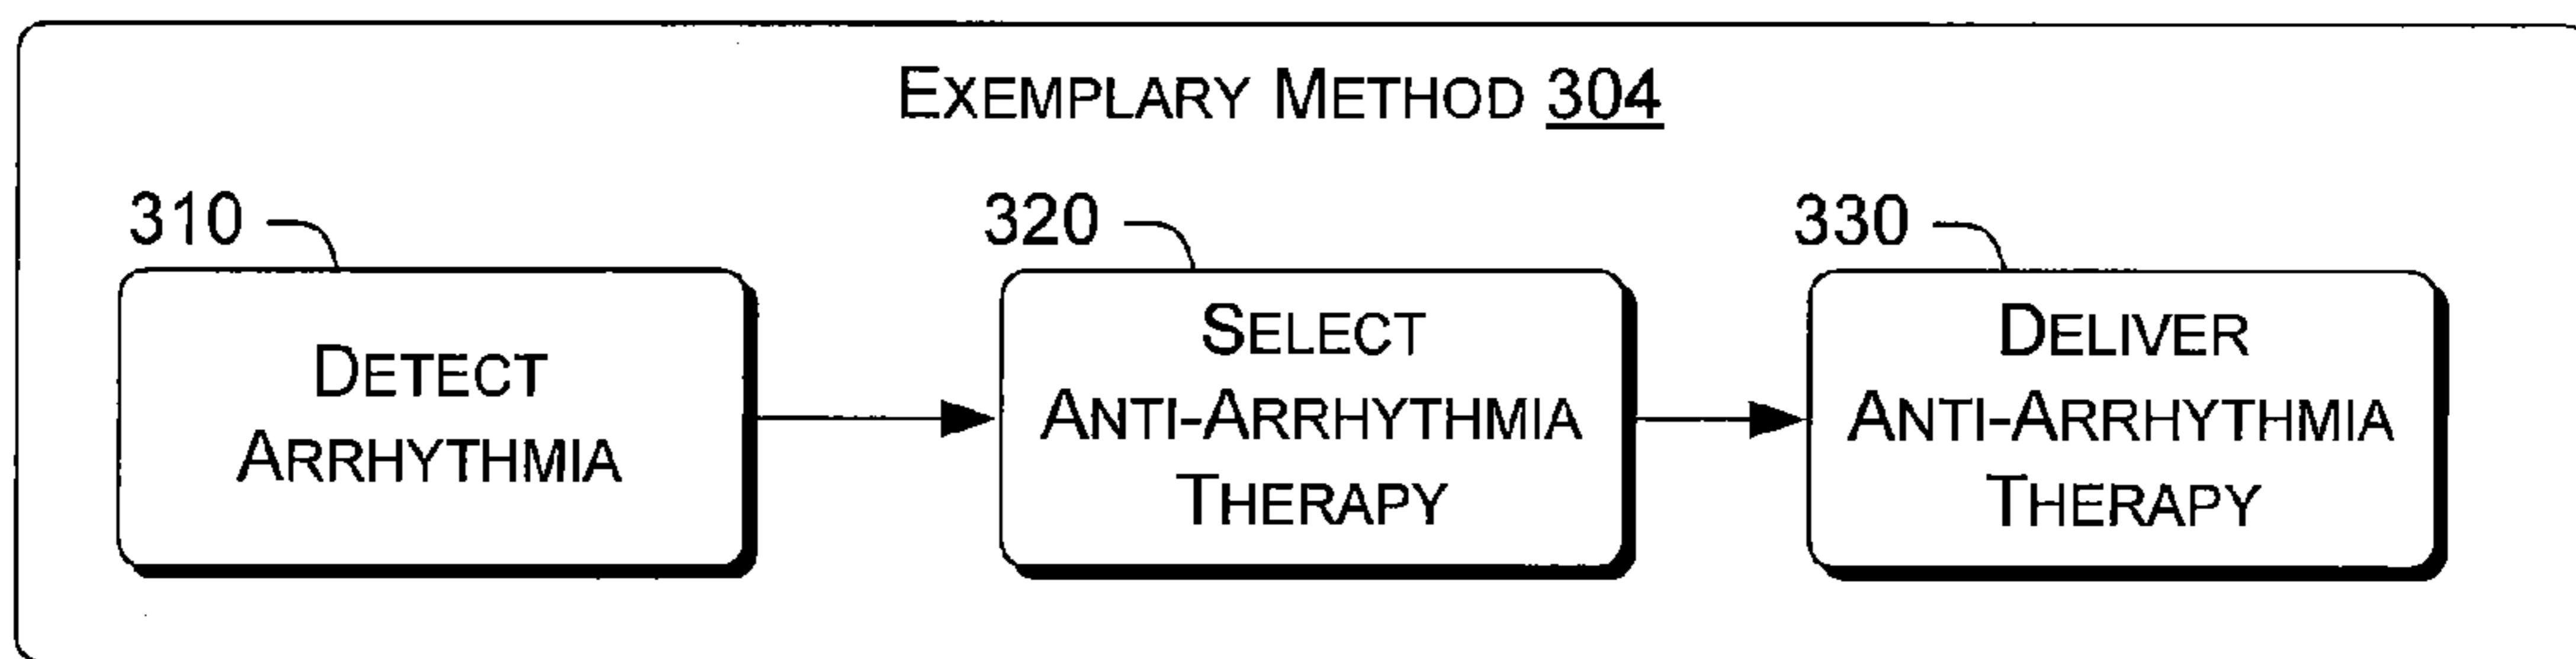 EXEMPLARY METHOD 304
310
320
330
DETECT
ARRHYTHMIA
SELECT
ANTI-ARRHYTHMIA
THERAPY
DELIVER
ANTI-ARRHYTHMIA
THERAPY